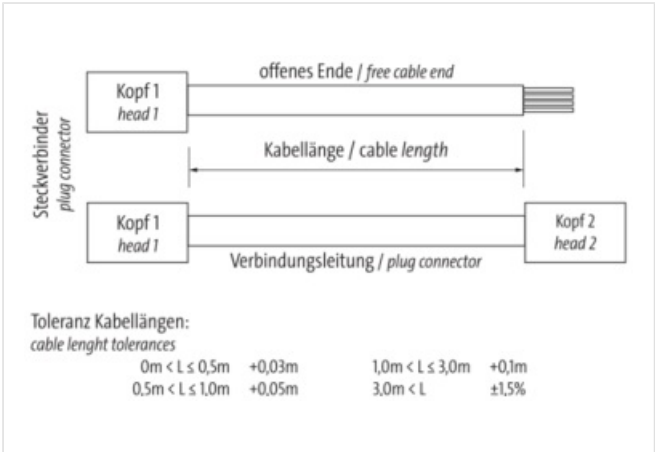 offenes Ende / free cable end
Kopf 1
head 1
Steckverbinder
plug connector
Kabellänge / cable length
Kopf 1
head 1
Kopf 2
head 2
Verbindungsleitung / plug connector
Toleranz Kabellängen:
cable lenght tolerances
0m < L ≤ 0,5m +0,03m 1,0m < L ≤ 3,0m +0,1m
0,5m < L ≤ 1,0m +0,05m 3,0m < L ±1,5%